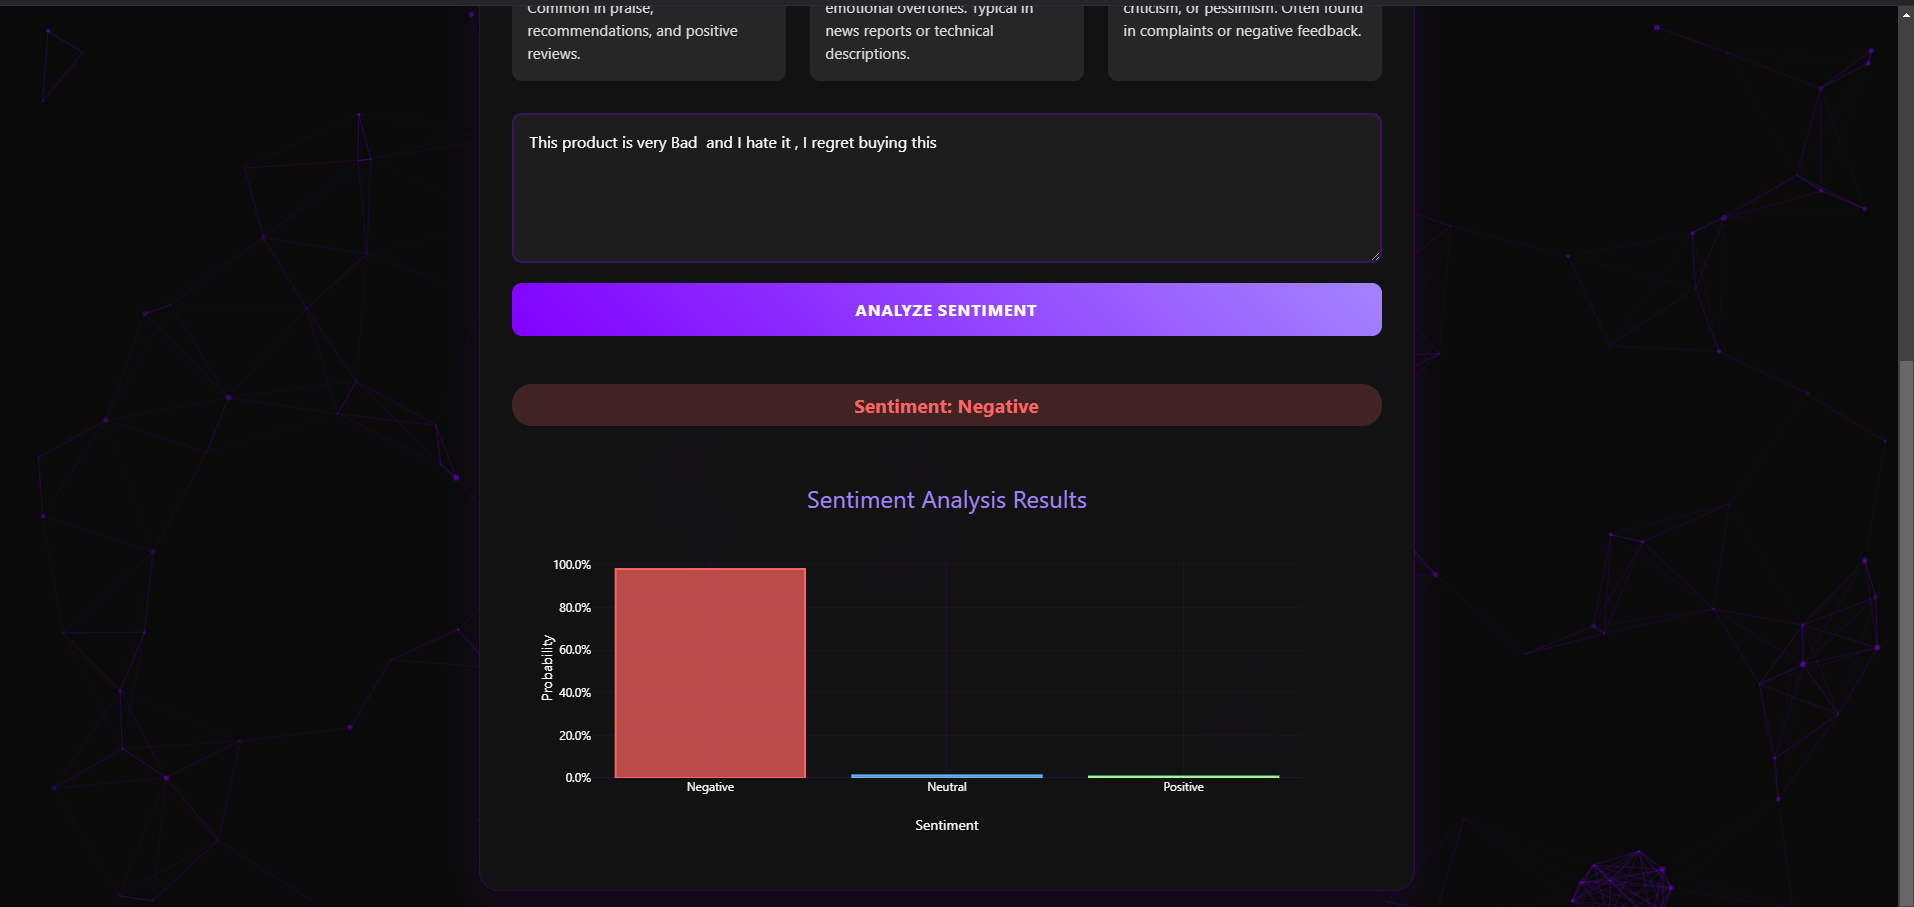 Common in praise,
recommendations, and positive
reviews.
emotional overtones. Typical in
news reports or technical
descriptions.
criticism, or pessimism. Often found
in complaints or negative feedback.
This product is very Bad  and I hate it , I regret buying this
ANALYZE SENTIMENT
Sentiment: Negative
Sentiment Analysis Results
Probability
100.0%
80.0%
60.0%
40.0%
20.0%
0.0%
Negative
Neutral
Positive
Sentiment